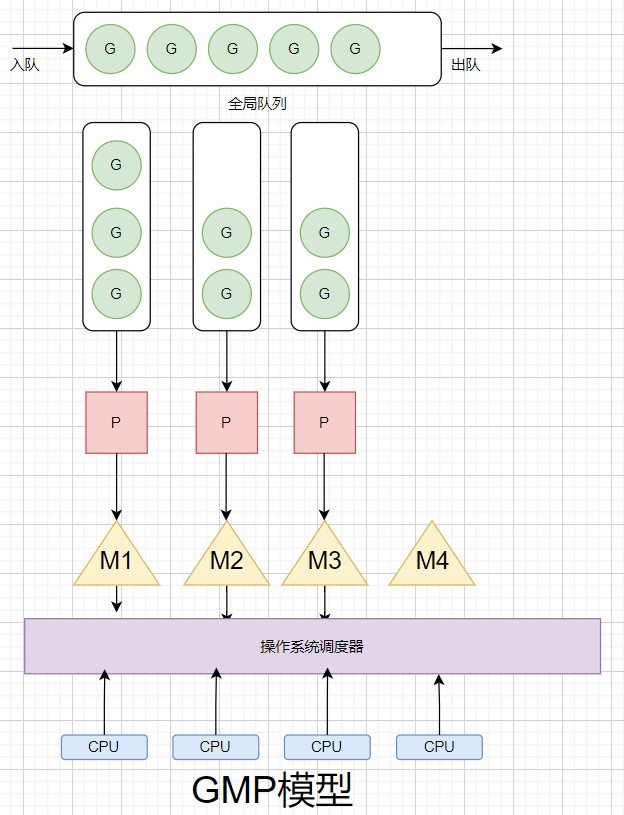 G G G G G
入队 出队
全局队列
G
G G G
G G G
P P P
M1 M2 M3 M4
操作系统调度器
CPU CPU CPU CPU
GMP模型